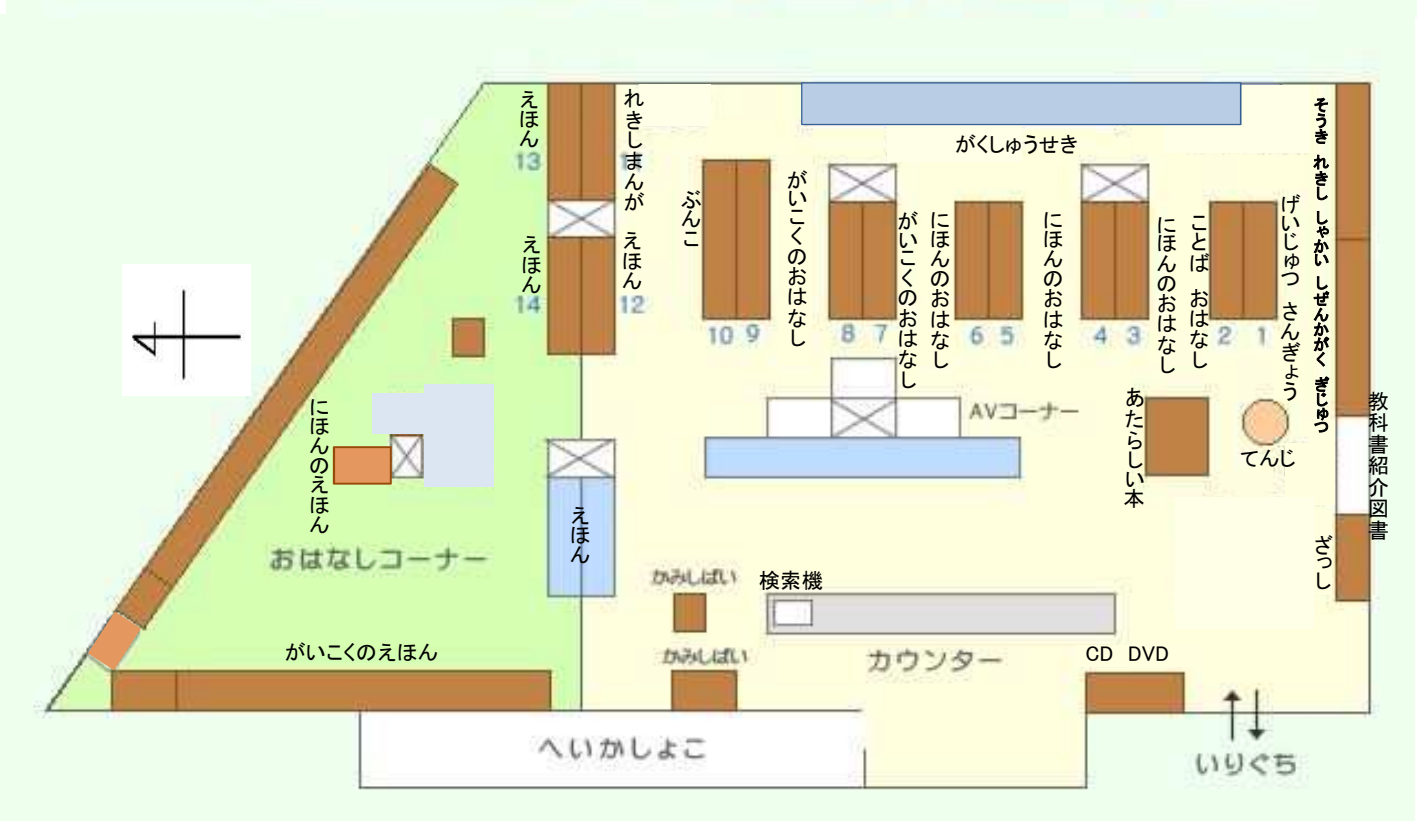 えほん
13
れきしまんが
11
えほん
14
えほん
12
ぶんこ
がいこくのおはなし
10 9
8 7
がいこくのおはなし
にほんのおはなし
6 5
にほんのおはなし
4 3
にほんのおはなし
ことば おはなし
2 1
げいじゅつ さんぎょう
がくしゅうせき
そうき れきし しゃかい しぜんかがく ぎじゅつ
教科書紹介図書
ざっし
AVコーナー
あたらしい本
てんじ
にほんのえほん
おはなしコーナー
えほん
かみしばい
検索機
かみしばい
カウンター
CD DVD
がいこくのえほん
へいかしょこ
いりぐち